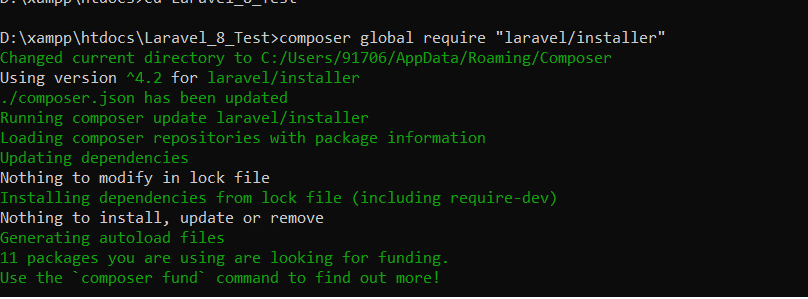 D:\xampp\htdocs>cd Laravel_8_Test
D:\xampp\htdocs\Laravel_8_Test>composer global require "laravel/installer"
Changed current directory to C:/Users/91706/AppData/Roaming/Composer
Using version ^4.2 for laravel/installer
./composer.json has been updated
Running composer update laravel/installer
Loading composer repositories with package information
Updating dependencies
Nothing to modify in lock file
Installing dependencies from lock file (including require-dev)
Nothing to install, update or remove
Generating autoload files
11 packages you are using are looking for funding.
Use the `composer fund` command to find out more!